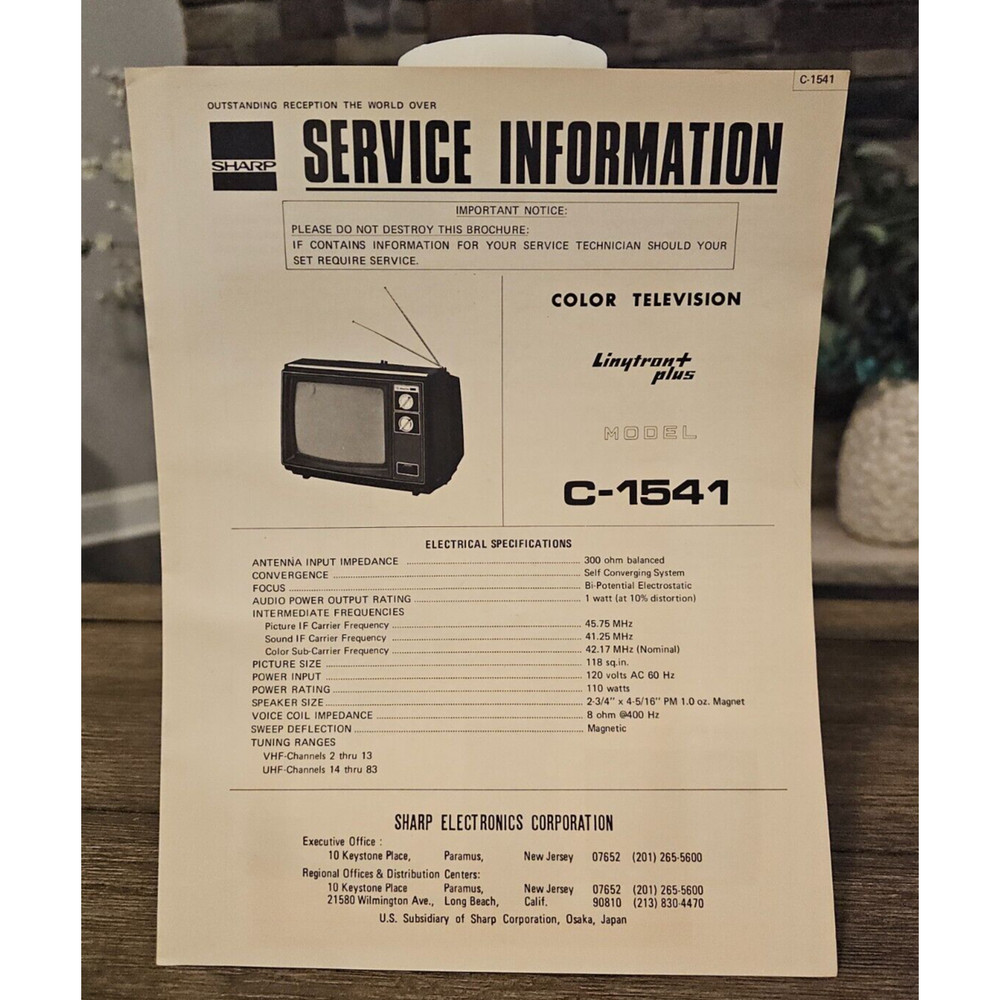 C-1541
OUTSTANDING RECEPTION THE WORLD OVER
SHARP
SERVICE INFORMATION
IMPORTANT NOTICE:
PLEASE DO NOT DESTROY THIS BROCHURE:
IF CONTAINS INFORMATION FOR YOUR SERVICE TECHNICIAN SHOULD YOUR
SET REQUIRE SERVICE.
COLOR TELEVISION
Linytron+
plus
MODEL
C-1541
ELECTRICAL SPECIFICATIONS
ANTENNA INPUT IMPEDANCE 300 ohm balanced
CONVERGENCE Self Converging System
FOCUS Bi-Potential Electrostatic
AUDIO POWER OUTPUT RATING 1 watt (at 10% distortion)
INTERMEDIATE FREQUENCIES
Picture IF Carrier Frequency 45.75 MHz
Sound IF Carrier Frequency 41.25 MHz
Color Sub-Carrier Frequency 42.17 MHz (Nominal)
PICTURE SIZE 118 sq.in.
POWER INPUT 120 volts AC 60 Hz
POWER RATING 110 watts
SPEAKER SIZE 2-3/4" x 4-5/16" PM 1.0 oz. Magnet
VOICE COIL IMPEDANCE 8 ohm @400 Hz
SWEEP DEFLECTION Magnetic
TUNING RANGES
VHF-Channels 2 thru 13
UHF-Channels 14 thru 83
SHARP ELECTRONICS CORPORATION
Executive Office :
10 Keystone Place, Paramus, New Jersey 07652 (201) 265-5600
Regional Offices & Distribution Centers:
10 Keystone Place Paramus, New Jersey 07652 (201) 265-5600
21580 Wilmington Ave., Long Beach, Calif. 90810 (213) 830-4470
U.S. Subsidiary of Sharp Corporation, Osaka, Japan